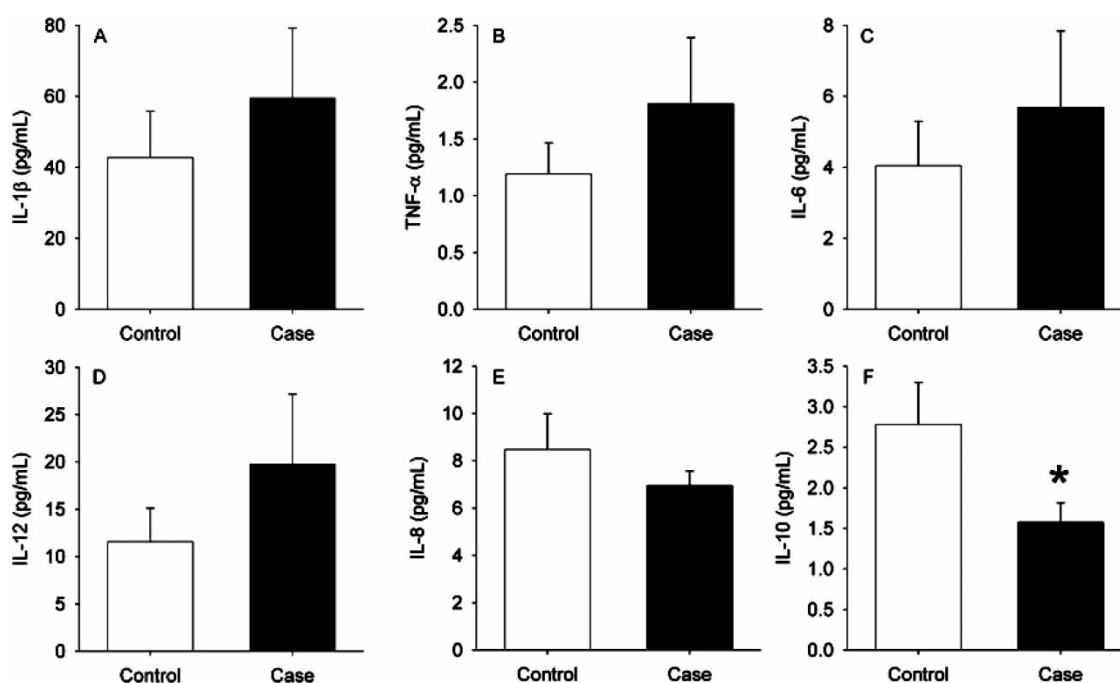 A
IL-1β (pg/mL)
80
60
40
20
0
Control
Case
B
TNF-α (pg/mL)
2.5
2.0
1.5
1.0
0.5
0.0
Control
Case
C
IL-6 (pg/mL)
8
6
4
2
0
Control
Case
D
IL-12 (pg/mL)
30
25
20
15
10
5
0
Control
Case
E
IL-8 (pg/mL)
12
10
8
6
4
2
0
Control
Case
F
IL-10 (pg/mL)
3.5
3.0
2.5
2.0
1.5
1.0
0.5
0.0
*
Control
Case